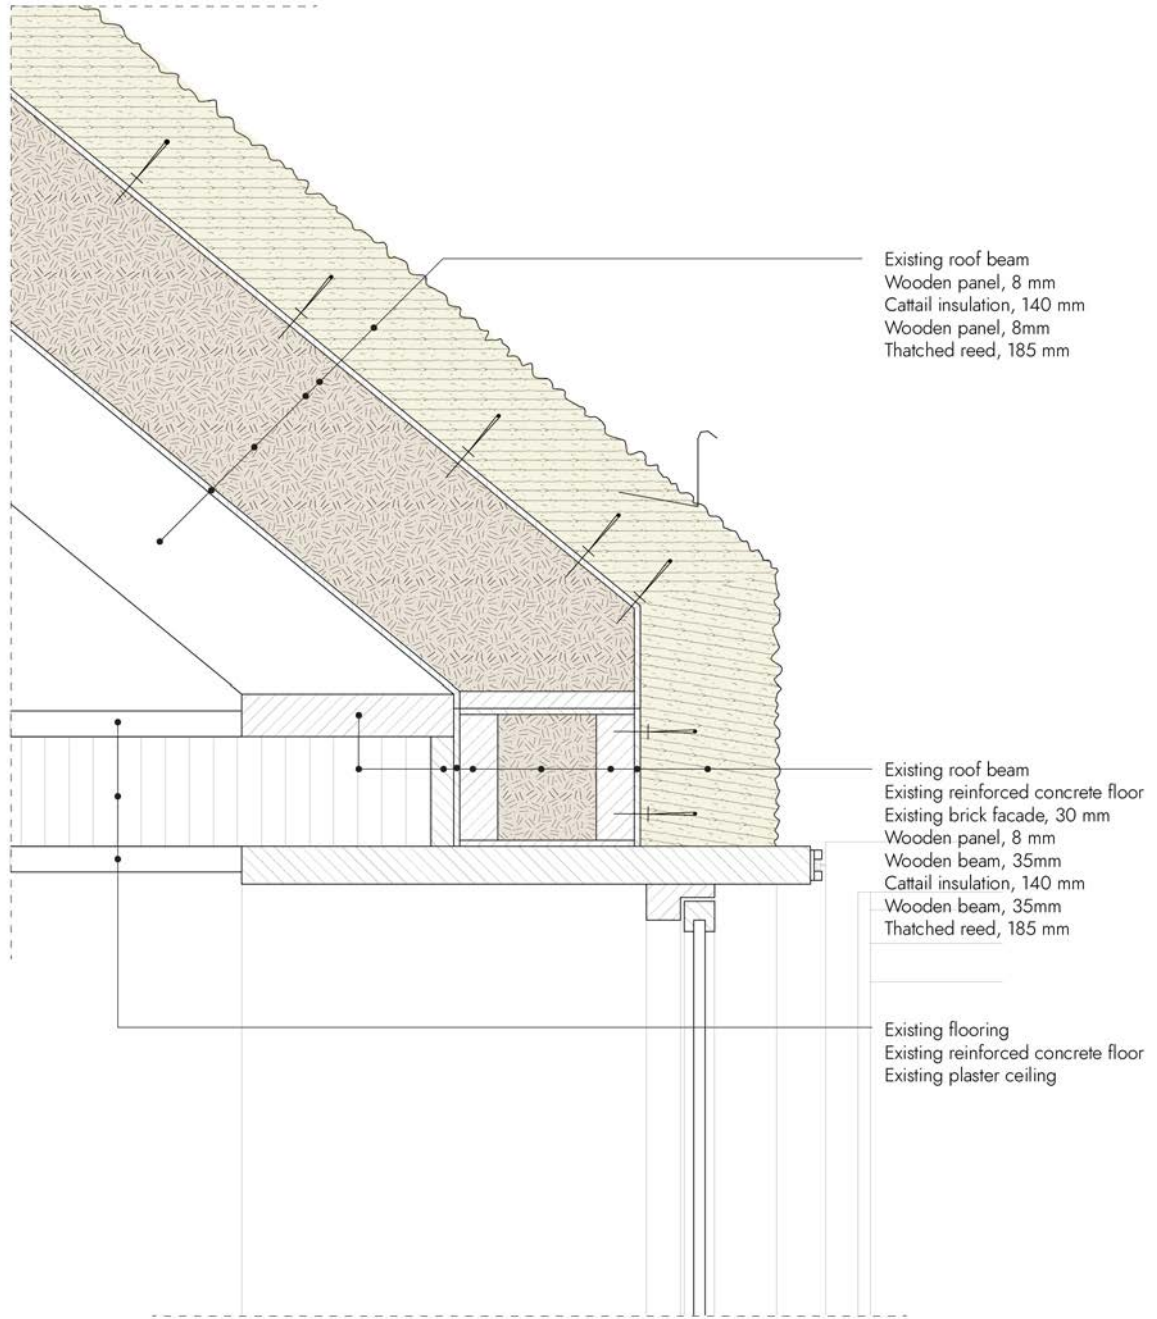 Existing roof beam
Wooden panel, 8 mm
Cattail insulation, 140 mm
Wooden panel, 8mm
Thatched reed, 185 mm
Existing roof beam
Existing reinforced concrete floor
Existing brick facade, 30 mm
Wooden panel, 8 mm
Wooden beam, 35mm
Cattail insulation, 140 mm
Wooden beam, 35mm
Thatched reed, 185 mm
Existing flooring
Existing reinforced concrete floor
Existing plaster ceiling